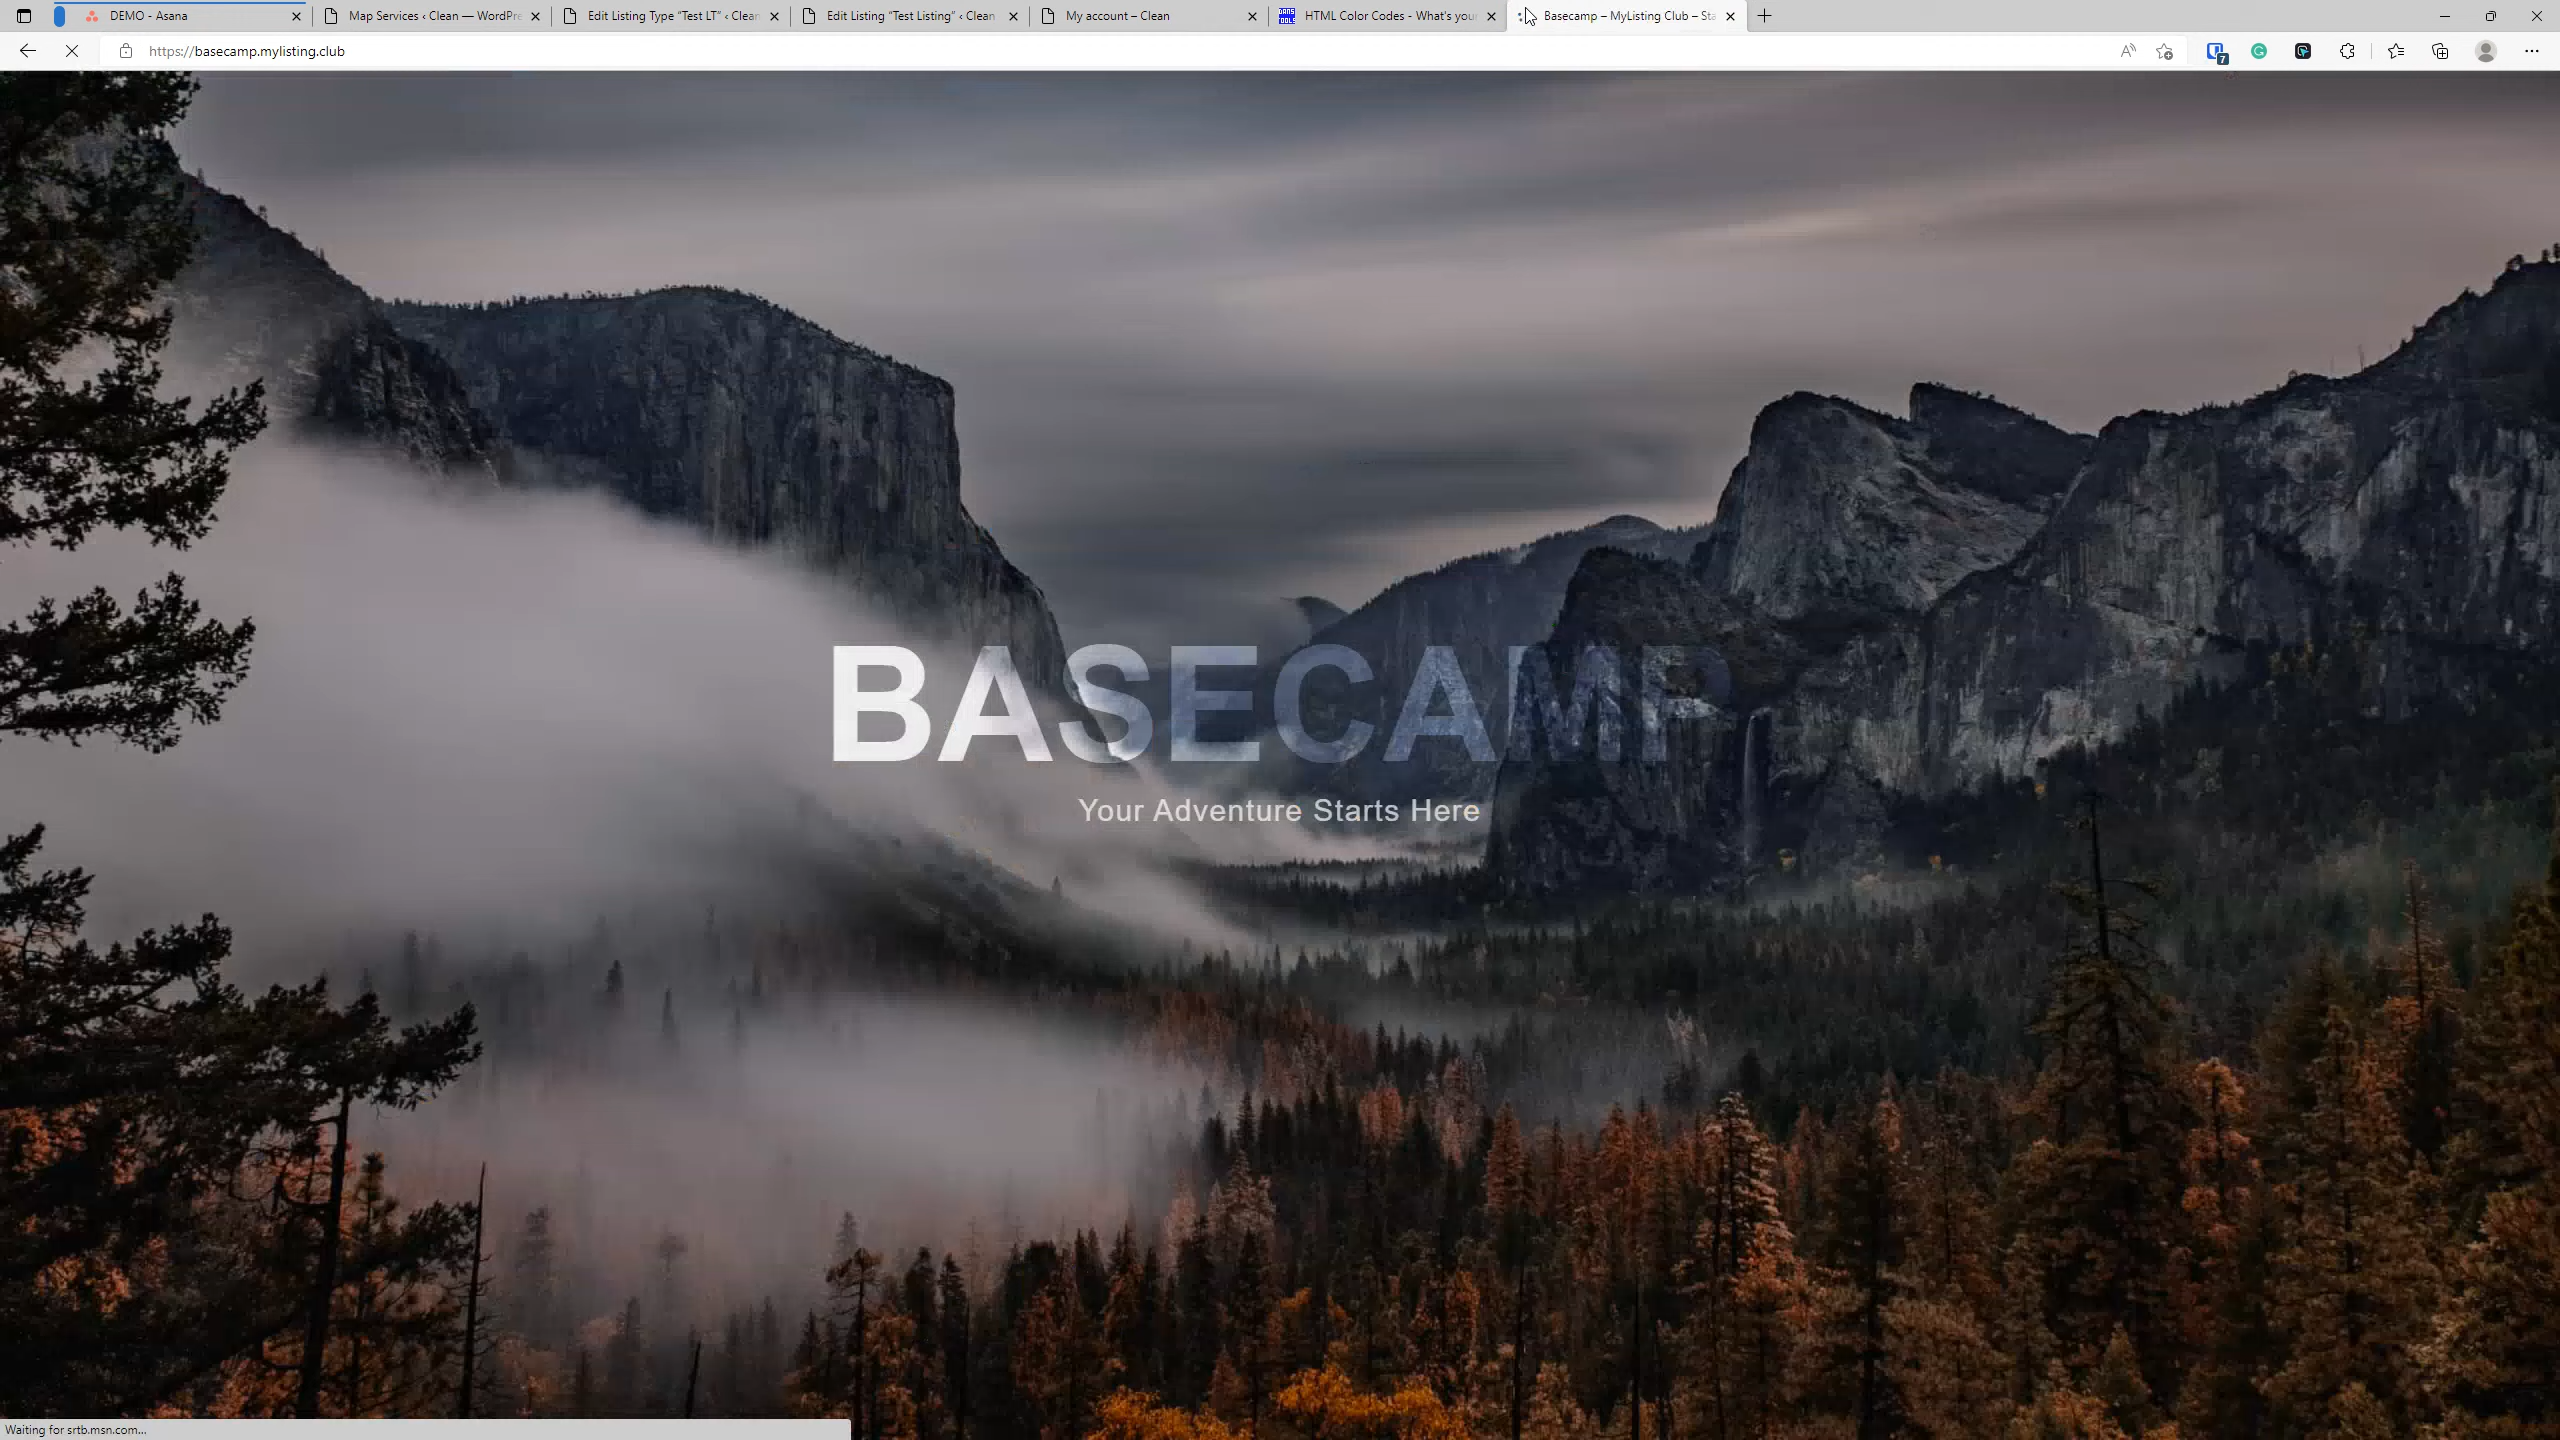 DEMO - Asana
Map Services ‹ Clean — WordPre
Edit Listing Type “Test LT” ‹ Clean
Edit Listing “Test Listing” ‹ Clean
My account – Clean
HTML Color Codes - What's your
Basecamp – MyListing Club – Sta
https://basecamp.mylisting.club
7
BASECAMP
Your Adventure Starts Here
Waiting for srtb.msn.com...